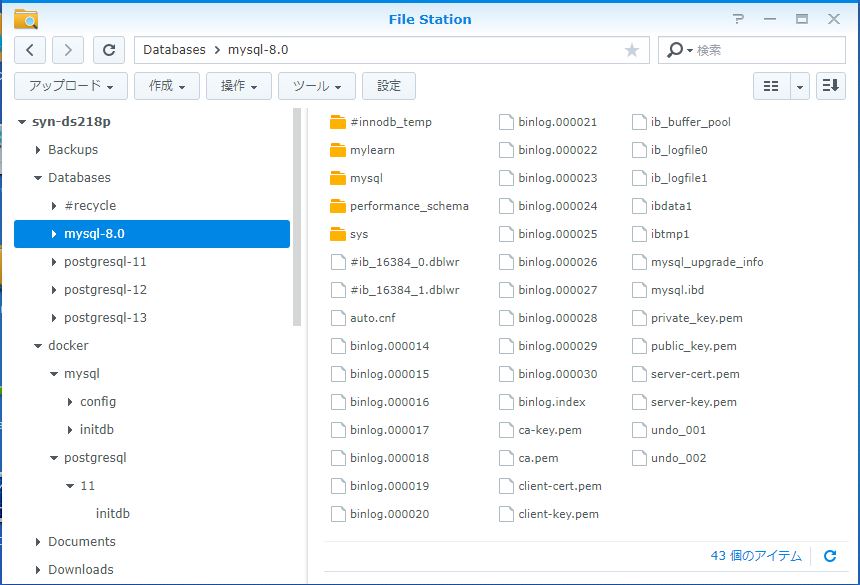 File Station
Databases > mysql-8.0
検索
アップロード 作成 操作 ツール 設定
syn-ds218p
Backups
Databases
#recycle
mysql-8.0
postgresql-11
postgresql-12
postgresql-13
docker
mysql
config
initdb
postgresql
11
initdb
Documents
Downloads
#innodb_temp
mylearn
mysql
performance_schema
sys
#ib_16384_0.dblwr
#ib_16384_1.dblwr
auto.cnf
binlog.000014
binlog.000015
binlog.000016
binlog.000017
binlog.000018
binlog.000019
binlog.000020
binlog.000021
binlog.000022
binlog.000023
binlog.000024
binlog.000025
binlog.000026
binlog.000027
binlog.000028
binlog.000029
binlog.000030
binlog.index
ca-key.pem
ca.pem
client-cert.pem
client-key.pem
ib_buffer_pool
ib_logfile0
ib_logfile1
ibdata1
ibtmp1
mysql_upgrade_info
mysql.ibd
private_key.pem
public_key.pem
server-cert.pem
server-key.pem
undo_001
undo_002
43 個のアイテム